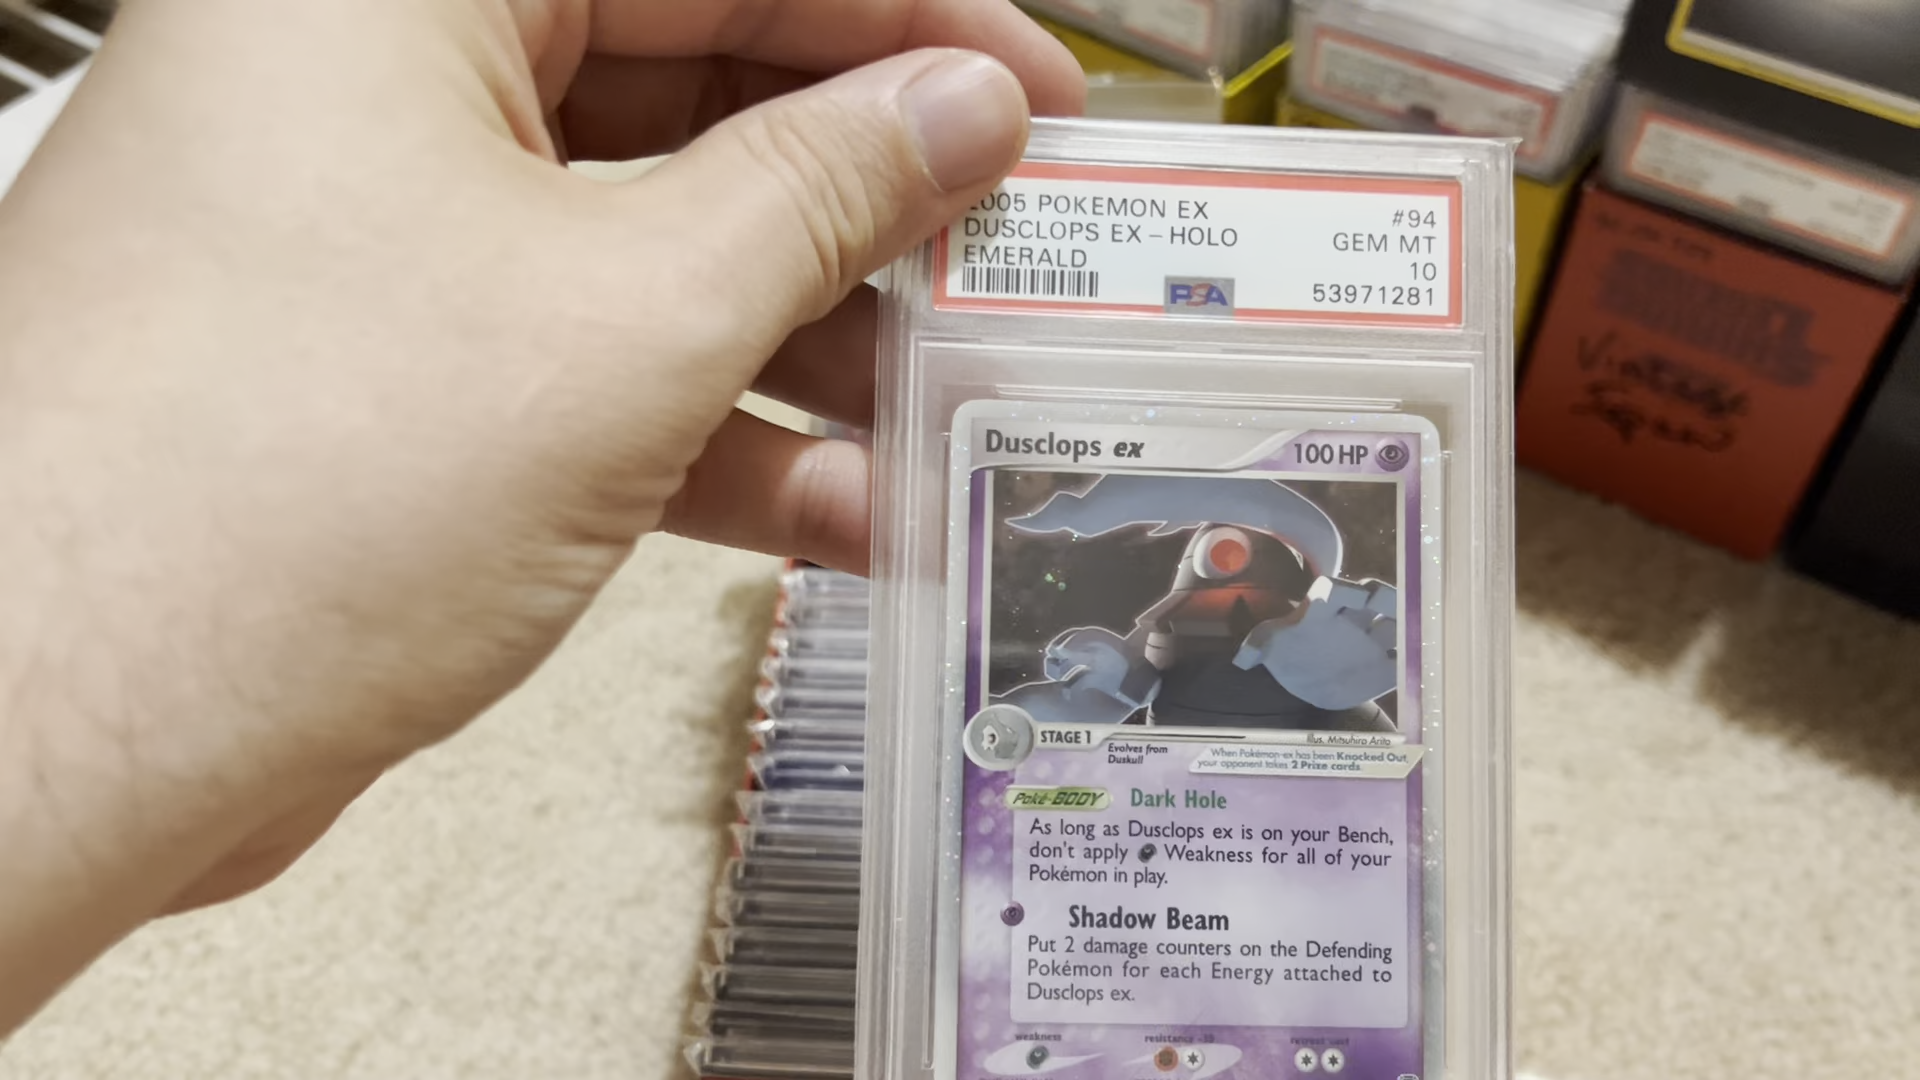 2005 POKEMON EX
#94
DUSCLOPS EX - HOLO
GEM MT
EMERALD
10
PSA
53971281
Dusclops ex
100 HP
STAGE 1
Evolves from
Duskull
Illus. Mitsuhiro Arita
When Pokémon-ex has been Knocked Out,
your opponent takes 2 Prize cards.
Poké-BODY Dark Hole
As long as Dusclops ex is on your Bench,
don't apply Weakness for all of your
Pokémon in play.
Shadow Beam
Put 2 damage counters on the Defending
Pokémon for each Energy attached to
Dusclops ex.
weakness
resistance -30
retreat cost
Vintage